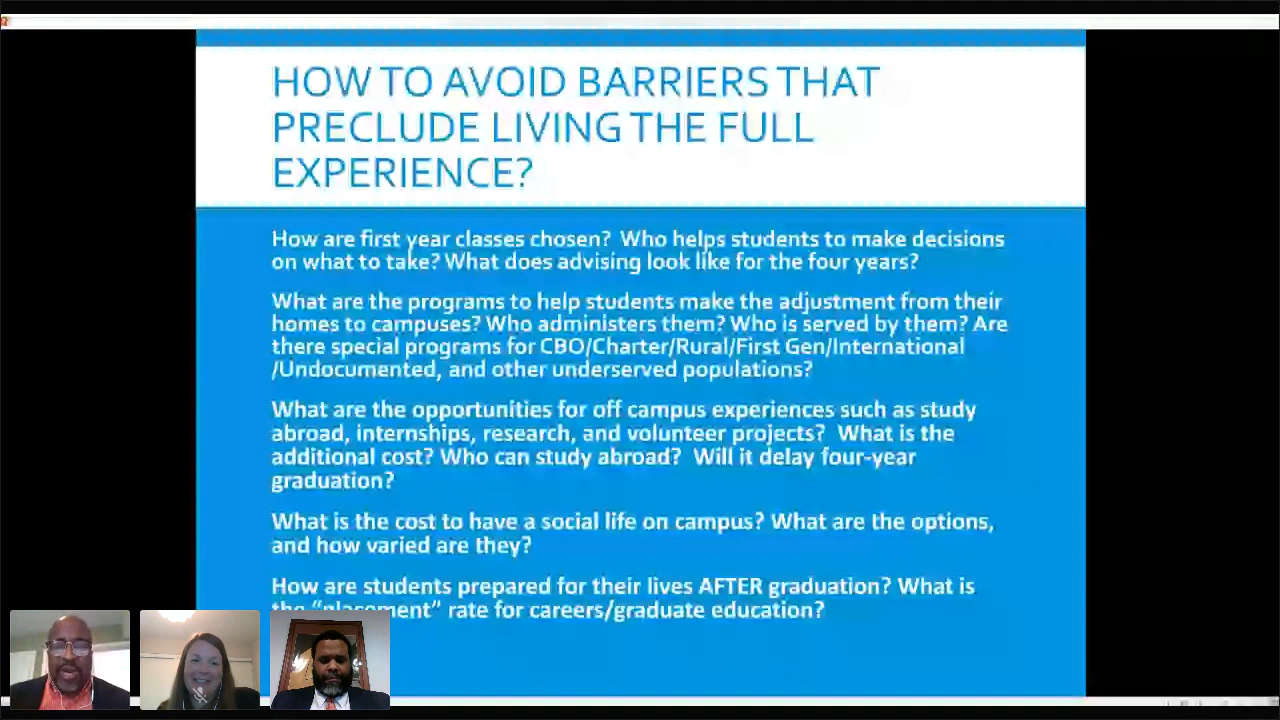 HOW TO AVOID BARRIERS THAT
PRECLUDE LIVING THE FULL
EXPERIENCE?
How are first year classes chosen?  Who helps students to make decisions
on what to take? What does advising look like for the four years?
What are the programs to help students make the adjustment from their
homes to campuses? Who administers them? Who is served by them? Are
there special programs for CBO/Charter/Rural/First Gen/International
/Undocumented, and other underserved populations?
What are the opportunities for off campus experiences such as study
abroad, internships, research, and volunteer projects?  What is the
additional cost? Who can study abroad?  Will it delay four-year
graduation?
What is the cost to have a social life on campus? What are the options,
and how varied are they?
How are students prepared for their lives AFTER graduation? What is
the "placement" rate for careers/graduate education?